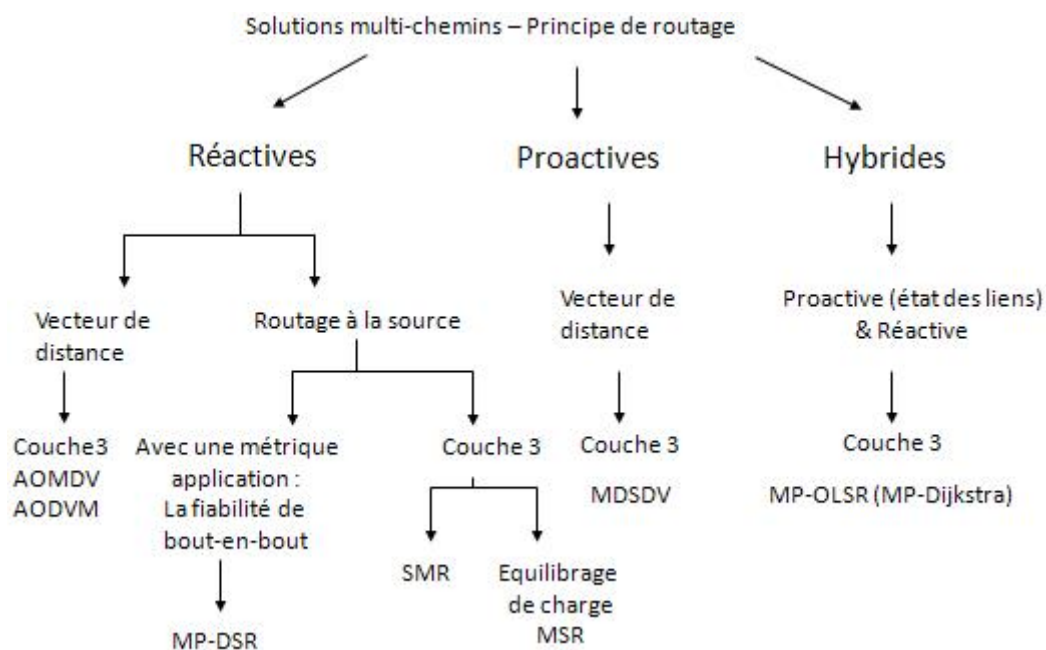 Solutions multi-chemins – Principe de routage
Réactives
Proactives
Hybrides
Vecteur de
distance
Routage à la source
Vecteur de
distance
Proactive (état des liens)
& Réactive
Couche3
AOMDV
AODVM
Avec une métrique
application :
La fiabilité de
bout-en-bout
Couche 3
Couche 3
MDSDV
Couche 3
MP-OLSR (MP-Dijkstra)
SMR
Equilibrage
de charge
MSR
MP-DSR